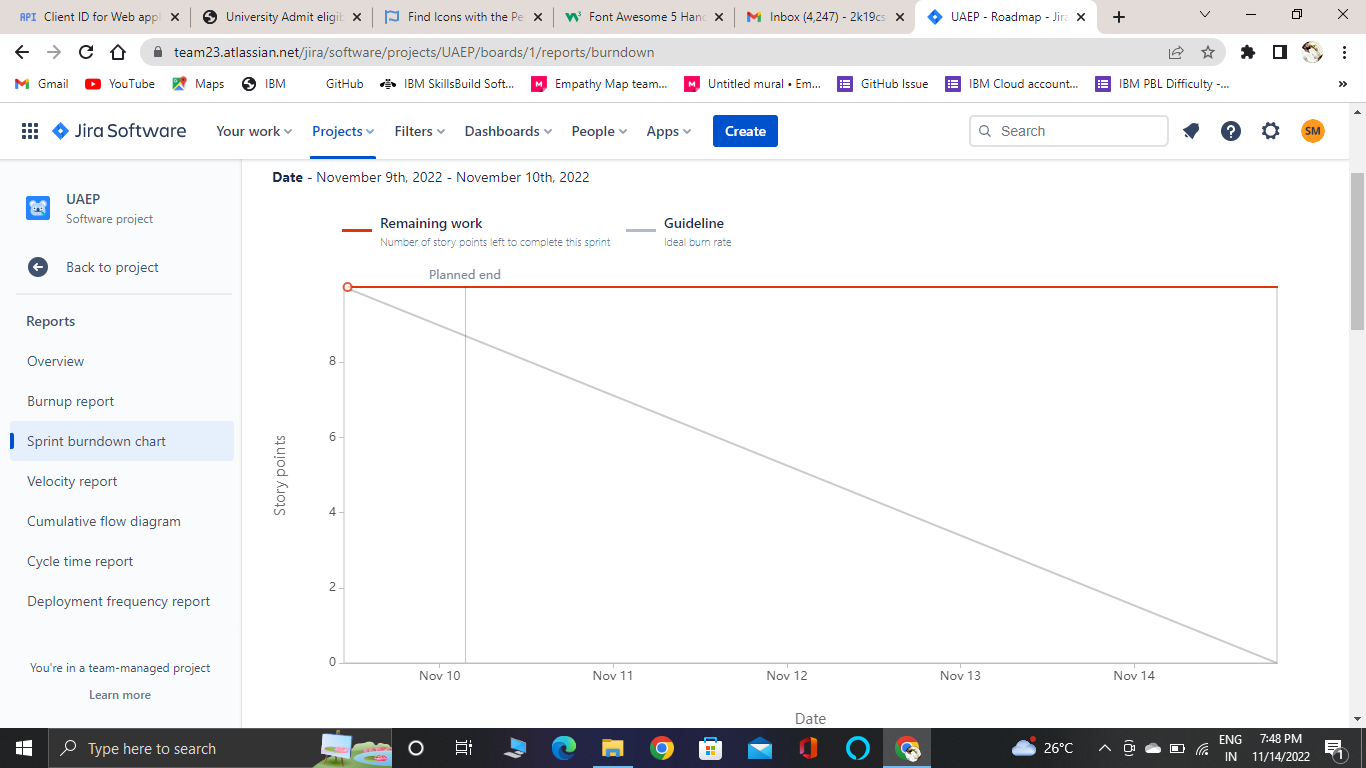 Client ID for Web appl
University Admit eligib
Find Icons with the Pe
Font Awesome 5 Hand
Inbox (4,247) - 2k19cs
UAEP - Roadmap - Jira
team23.atlassian.net/jira/software/projects/UAEP/boards/1/reports/burndown
Gmail
YouTube
Maps
IBM
GitHub
IBM SkillsBuild Soft...
Empathy Map team...
Untitled mural • Em...
GitHub Issue
IBM Cloud account...
IBM PBL Difficulty -...
»
Jira Software
Your work
Projects
Filters
Dashboards
People
Apps
Create
Search
SM
UAEP
Software project
Back to project
Reports
Overview
Burnup report
Sprint burndown chart
Velocity report
Cumulative flow diagram
Cycle time report
Deployment frequency report
You're in a team-managed project
Learn more
Date - November 9th, 2022 - November 10th, 2022
Remaining work
Number of story points left to complete this sprint
Guideline
Ideal burn rate
Planned end
8
6
4
2
0
Story points
Nov 10
Nov 11
Nov 12
Nov 13
Nov 14
Date
Type here to search
26°C
ENG
IN
7:48 PM
11/14/2022
1